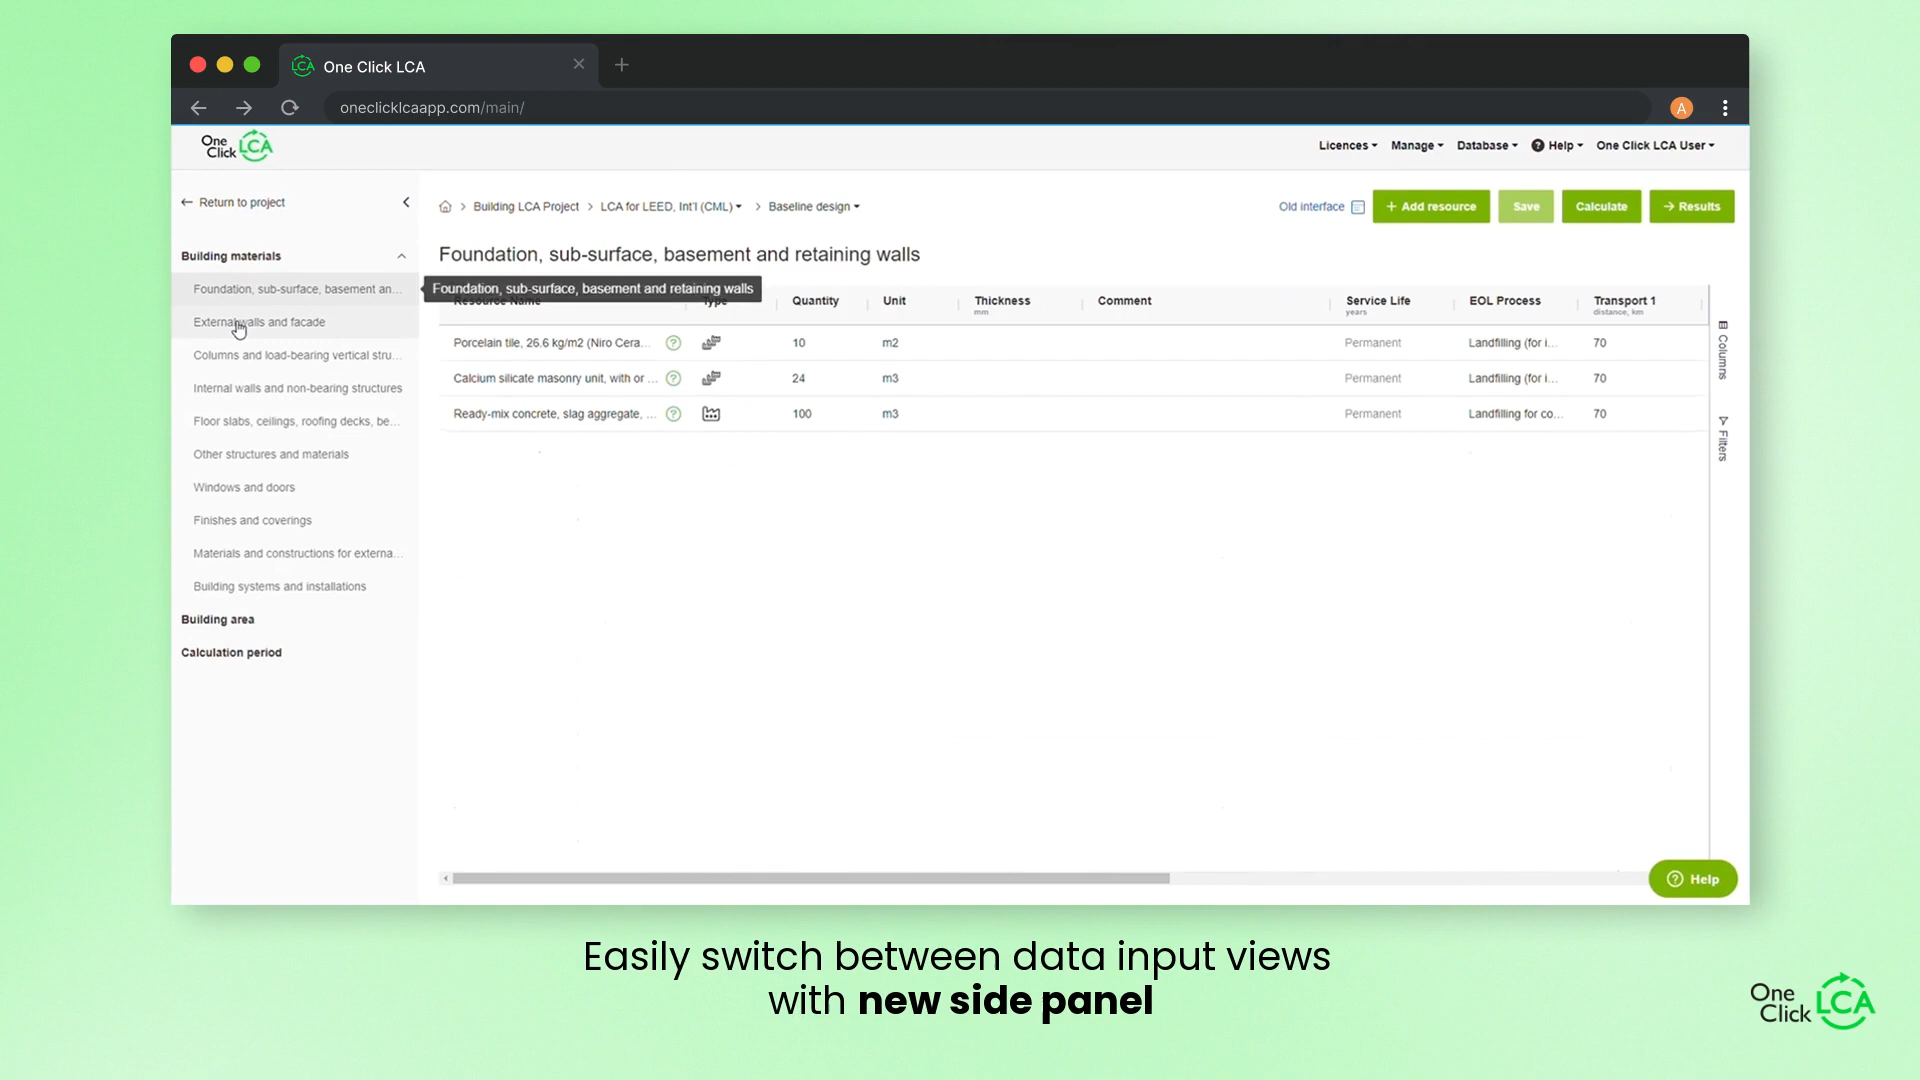 One Click LCA
oneclicklcaapp.com/main/
A
One Click LCA
Licences
Manage
Database
Help
One Click LCA User
Return to project
Building LCA Project > LCA for LEED, Int'l (CML) > Baseline design
Old interface
+ Add resource
Save
Calculate
Results
Building materials
Foundation, sub-surface, basement an...
External walls and facade
Columns and load-bearing vertical stru...
Internal walls and non-bearing structures
Floor slabs, ceilings, roofing decks, be...
Other structures and materials
Windows and doors
Finishes and coverings
Materials and constructions for externa...
Building systems and installations
Building area
Calculation period
Foundation, sub-surface, basement and retaining walls
Foundation, sub-surface, basement and retaining walls
Resource Name Type Quantity Unit Thickness mm Comment Service Life years EOL Process Transport 1 distance, km
Porcelain tile, 26.6 kg/m2 (Niro Cera... ? 10 m2 Permanent Landfilling (for i... 70
Calcium silicate masonry unit, with or ... ? 24 m3 Permanent Landfilling (for i... 70
Ready-mix concrete, slag aggregate, ... ? 100 m3 Permanent Landfilling for co... 70
Columns
Filters
Help
Easily switch between data input views
with new side panel
One Click LCA